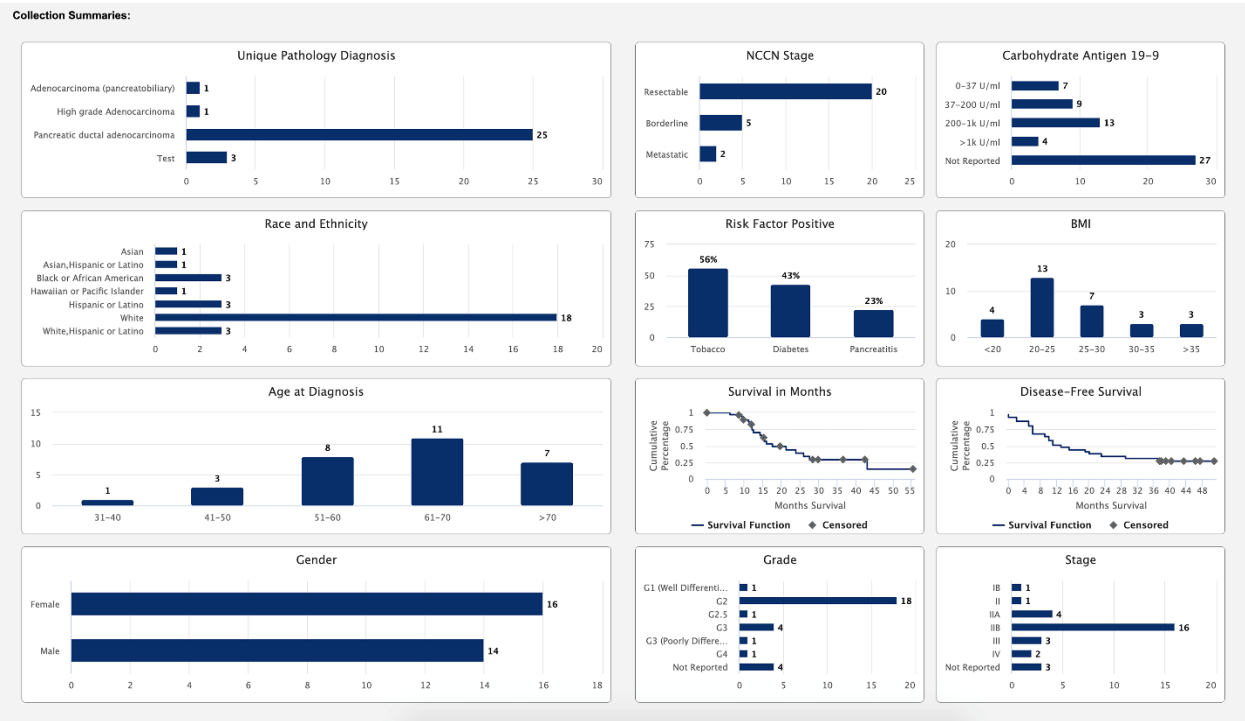 Collection Summaries:
Unique Pathology Diagnosis
Adenocarcinoma (pancreatobiliary)
1
High grade Adenocarcinoma
1
Pancreatic ductal adenocarcinoma
25
Test
3
0 5 10 15 20 25 30
NCCN Stage
Resectable
20
Borderline
5
Metastatic
2
0 5 10 15 20 25
Carbohydrate Antigen 19-9
0-37 U/ml
7
37-200 U/ml
9
200-1k U/ml
13
>1k U/ml
4
Not Reported
27
0 10 20 30
Race and Ethnicity
Asian
1
Asian,Hispanic or Latino
1
Black or African American
3
Hawaiian or Pacific Islander
1
Hispanic or Latino
3
White
18
White,Hispanic or Latino
3
0 2 4 6 8 10 12 14 16 18 20
Risk Factor Positive
75
50
25
0
56%
43%
23%
Tobacco Diabetes Pancreatitis
BMI
20
10
0
4
13
7
3
3
<20 20-25 25-30 30-35 >35
Age at Diagnosis
15
10
5
0
1
3
8
11
7
31-40 41-50 51-60 61-70 >70
Survival in Months
Cumulative
Percentage
1
0.75
0.5
0.25
0
0 5 10 15 20 25 30 35 40 45 50 55
Months Survival
Survival Function Censored
Disease-Free Survival
Cumulative
Percentage
1
0.75
0.5
0.25
0
0 4 8 12 16 20 24 28 32 36 40 44 48
Months Survival
Survival Function Censored
Gender
Female
16
Male
14
0 2 4 6 8 10 12 14 16 18
Grade
G1 (Well Differenti...
1
G2
18
G2.5
1
G3
4
G3 (Poorly Differe...
1
G4
1
Not Reported
4
0 5 10 15 20
Stage
IB
1
II
1
IIA
4
IIB
16
III
3
IV
2
Not Reported
3
0 5 10 15 20